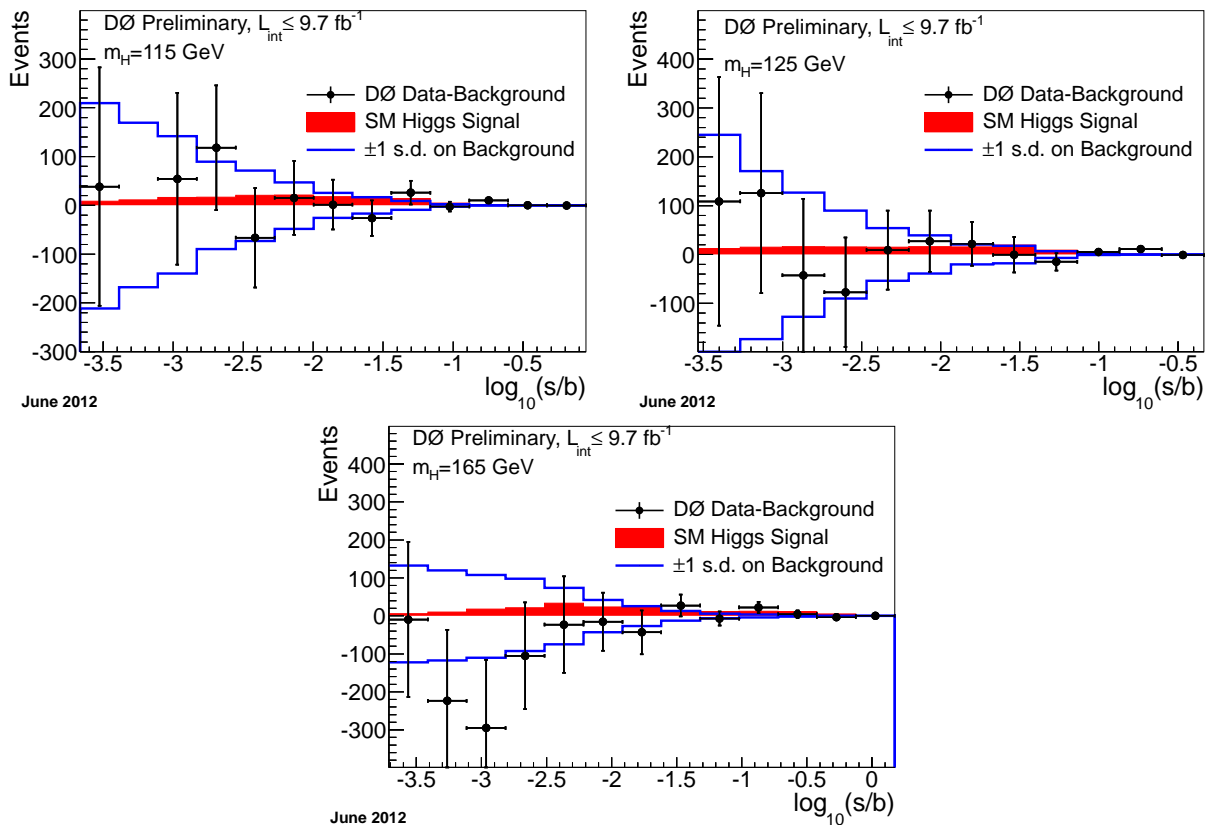 DØ Preliminary, L_int ≤ 9.7 fb⁻¹
m_H=115 GeV
Events
DØ Data-Background
SM Higgs Signal
±1 s.d. on Background
300
200
100
0
-100
-200
-300
-3.5 -3 -2.5 -2 -1.5 -1 -0.5
log₁₀(s/b)
June 2012
DØ Preliminary, L_int ≤ 9.7 fb⁻¹
m_H=125 GeV
Events
DØ Data-Background
SM Higgs Signal
±1 s.d. on Background
400
300
200
100
0
-100
-3.5 -3 -2.5 -2 -1.5 -1 -0.5
log₁₀(s/b)
June 2012
DØ Preliminary, L_int ≤ 9.7 fb⁻¹
m_H=165 GeV
Events
DØ Data-Background
SM Higgs Signal
±1 s.d. on Background
400
300
200
100
0
-100
-200
-300
-3.5 -3 -2.5 -2 -1.5 -1 -0.5 0
log₁₀(s/b)
June 2012